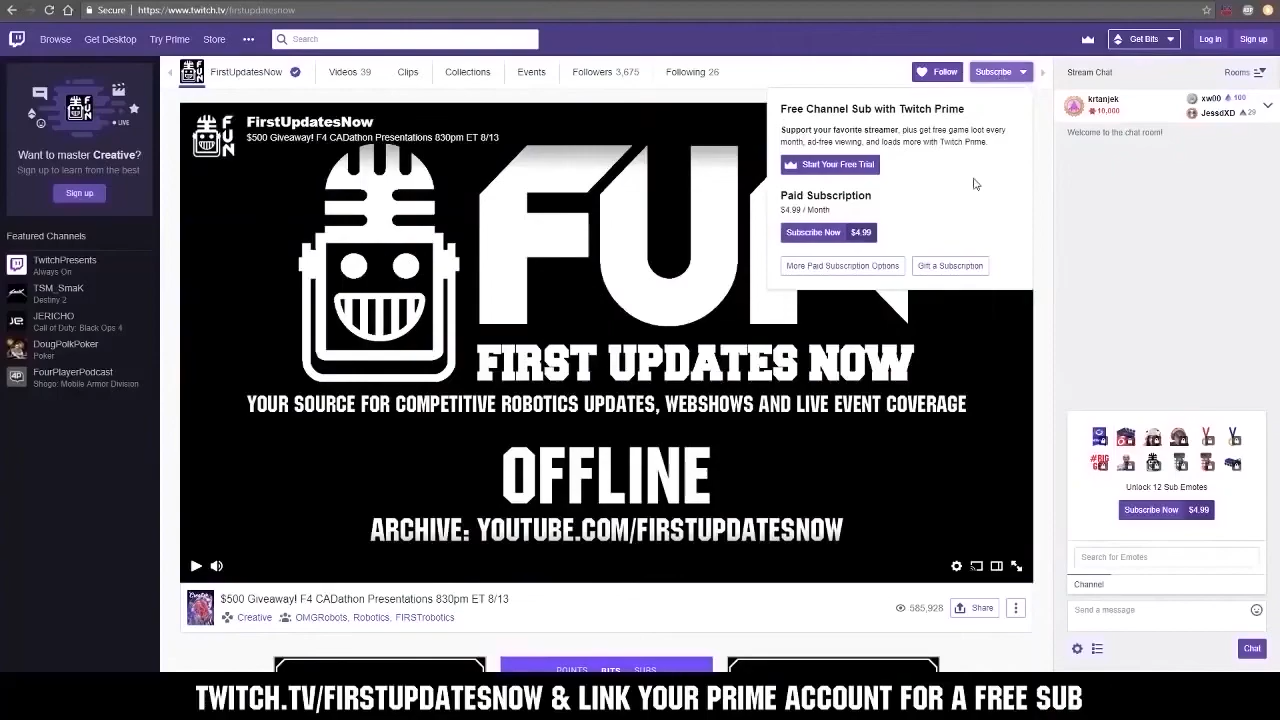 Secure
https://www.twitch.tv/firstupdatesnow
Browse
Get Desktop
Try Prime
Store
Search
Get Bits
Log in
Sign up
FirstUpdatesNow
Videos 39
Clips
Collections
Events
Followers 3,675
Following 26
Follow
Subscribe
Stream Chat
Rooms
FUN
• LIVE
Want to master Creative?
Sign up to learn from the best
Sign up
Featured Channels
TwitchPresents
Always On
TSM_SmaK
Destiny 2
JERICHO
Call of Duty: Black Ops 4
DougPolkPoker
Poker
FourPlayerPodcast
Shogo: Mobile Armor Division
FUN
FirstUpdatesNow
$500 Giveaway! F4 CADathon Presentations 830pm ET 8/13
FUN
FIRST UPDATES NOW
YOUR SOURCE FOR COMPETITIVE ROBOTICS UPDATES, WEBSHOWS AND LIVE EVENT COVERAGE
OFFLINE
ARCHIVE: YOUTUBE.COM/FIRSTUPDATESNOW
Free Channel Sub with Twitch Prime
Support your favorite streamer, plus get free game loot every
month, ad-free viewing, and loads more with Twitch Prime.
Start Your Free Trial
Paid Subscription
$4.99 / Month
Subscribe Now $4.99
More Paid Subscription Options
Gift a Subscription
krtanjek
10,000
xw00 100
JessdXD 29
Welcome to the chat room!
Unlock 12 Sub Emotes
Subscribe Now $4.99
Search for Emotes
Channel
Send a message
Chat
$500 Giveaway! F4 CADathon Presentations 830pm ET 8/13
Creative
OMGRobots, Robotics, FIRSTrobotics
585,928
Share
POINTS BITS SUBS
TWITCH.TV/FIRSTUPDATESNOW & LINK YOUR PRIME ACCOUNT FOR A FREE SUB